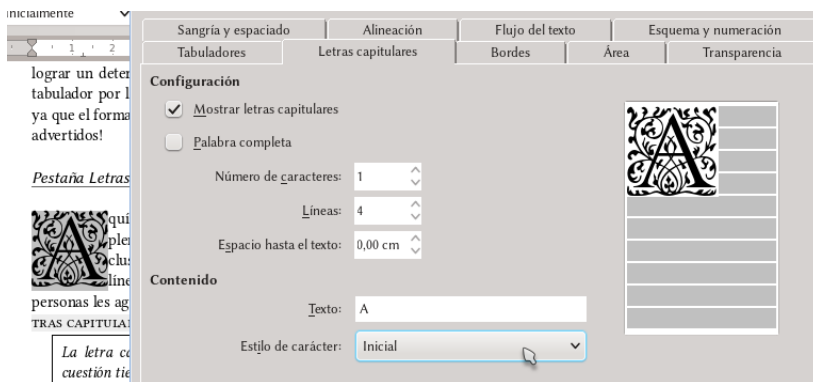 inicialmente
1 2
lograr un deter
tabulador por l
ya que el forma
advertidos!
Pestaña Letras
A quí
plen
clus
líne
personas les ag
TRAS CAPITULAR
La letra ca
cuestión tie
Sangría y espaciado Alineación Flujo del texto Esquema y numeración
Tabuladores Letras capitulares Bordes Área Transparencia
Configuración
Mostrar letras capitulares
Palabra completa
Número de caracteres: 1
Líneas: 4
Espacio hasta el texto: 0,00 cm
Contenido
Texto: A
Estilo de carácter: Inicial
A